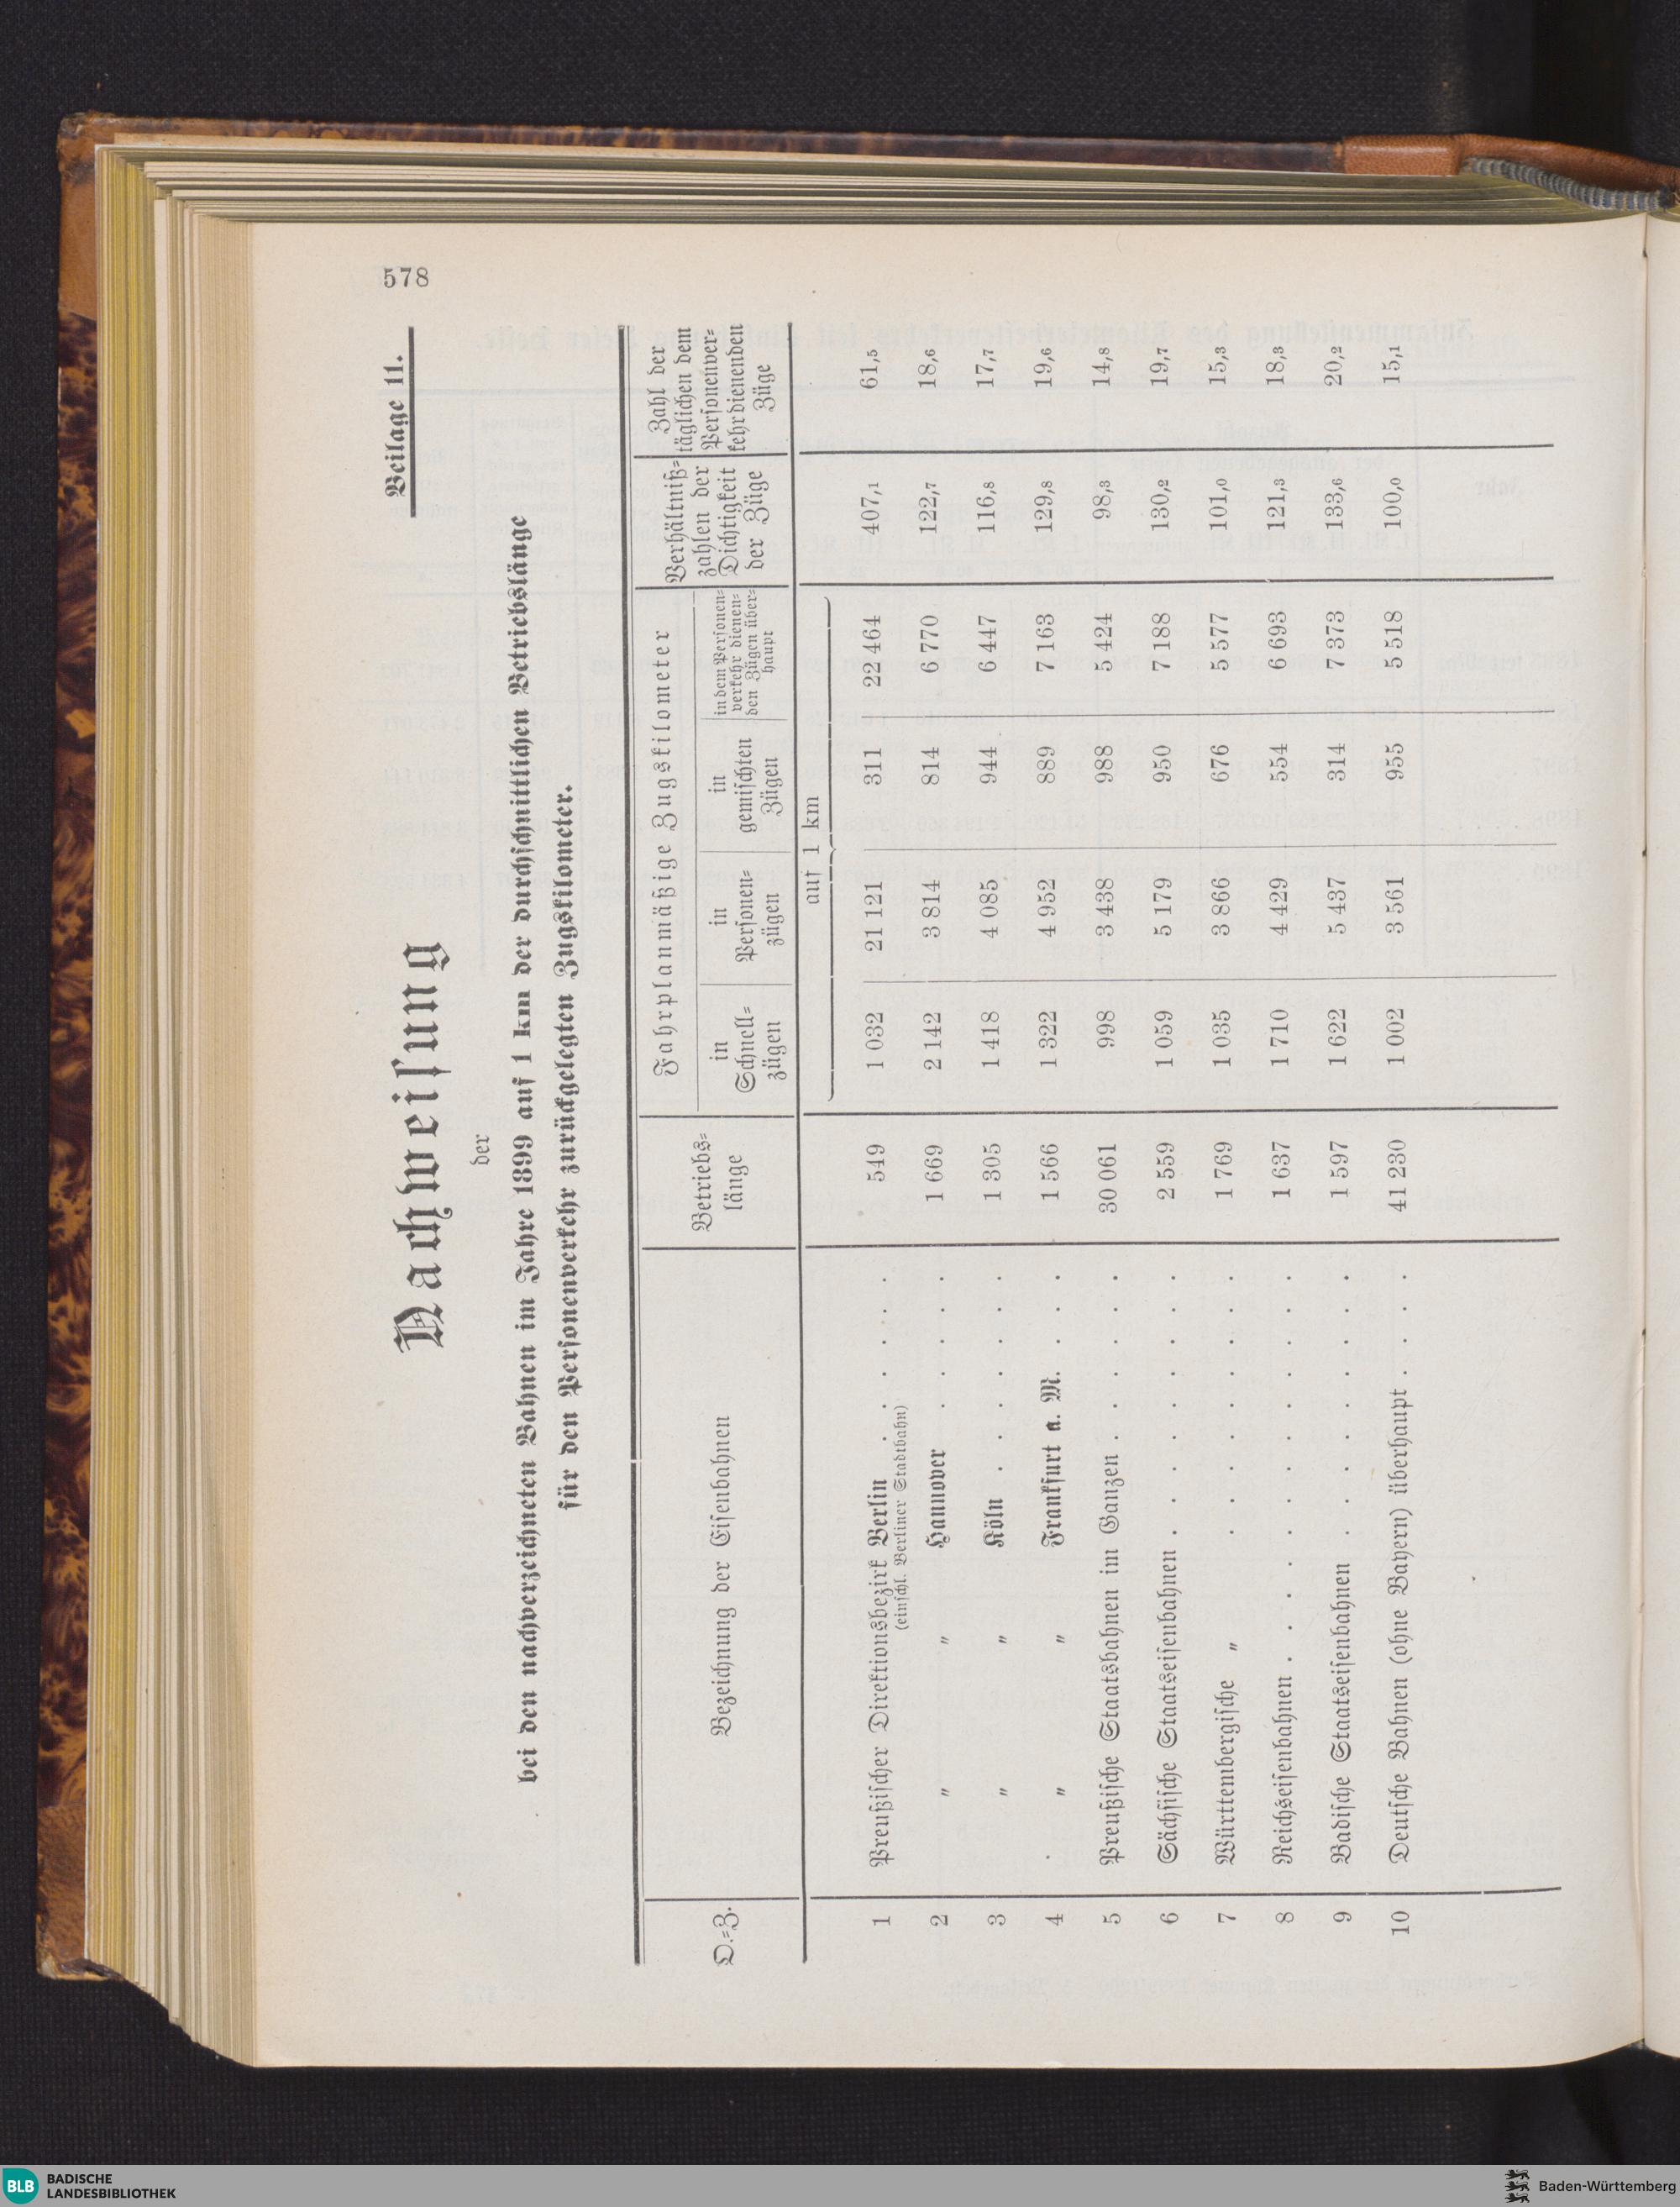 578
Beilage 11.
Nachweisung
der
bei den nachverzeichneten Bahnen im Jahre 1899 auf 1 km der durchschnittlichen Betriebslänge
für den Personenverkehr zurückgelegten Zugskilometer.
D.=Z.
Bezeichnung der Eisenbahnen
Betriebs=
länge
Fahrplanmäßige Zugskilometer
in
Schnell=
zügen
in
Personen=
zügen
in
gemischten
Zügen
in dem Personen=
verkehr dienen=
den Zügen über=
haupt
Verhältniß=
zahlen der
Dichtigkeit
der Züge
Zahl der
täglichen dem
Personenver=
kehr dienenden
Züge
auf 1 km
1 Preußischer Direktionsbezirk Berlin . . . . . . 549 1 032 21 121 311 22 464 407,1 61,5
(einschl. Berliner Stadtbahn)
2 " " Hannover . . . . . 1 669 2 142 3 814 814 6 770 122,7 18,6
3 " " Köln . . . . . . . 1 305 1 418 4 085 944 6 447 116,8 17,7
4 " " Frankfurt a. M. . . . 1 566 1 322 4 952 889 7 163 129,8 19,6
5 Preußische Staatsbahnen im Ganzen . . . . . . 30 061 998 3 438 988 5 424 98,3 14,8
6 Sächsische Staatseisenbahnen . . . . . . . . . 2 559 1 059 5 179 950 7 188 130,2 19,7
7 Württembergische " . . . . . . . . . 1 769 1 035 3 866 676 5 577 101,0 15,3
8 Reichseisenbahnen . . . . . . . . . . . . . 1 637 1 710 4 429 554 6 693 121,3 18,3
9 Badische Staatseisenbahnen . . . . . . . . . 1 597 1 622 5 437 314 7 373 133,6 20,2
10 Deutsche Bahnen (ohne Bayern) überhaupt . . . . 41 230 1 002 3 561 955 5 518 100,0 15,1
BLB
BADISCHE
LANDESBIBLIOTHEK
Baden-Württemberg